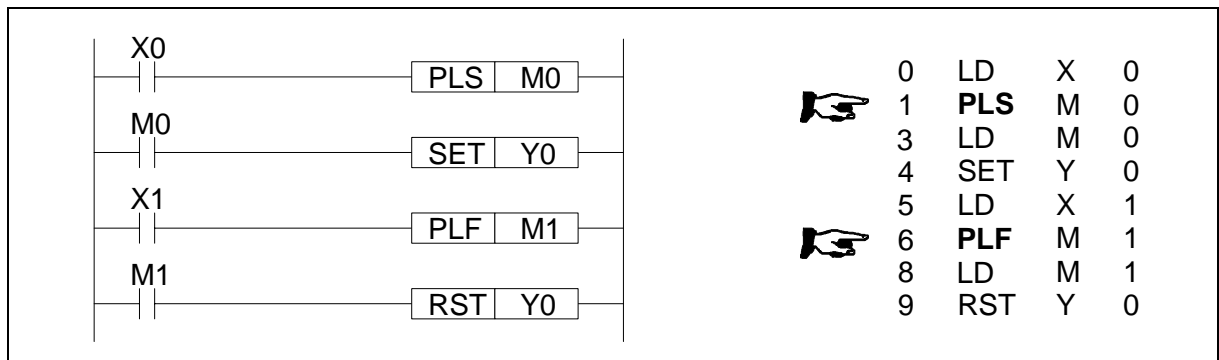 X0
PLS M0
M0
SET Y0
X1
PLF M1
M1
RST Y0
0 LD X 0
1 PLS M 0
3 LD M 0
4 SET Y 0
5 LD X 1
6 PLF M 1
8 LD M 1
9 RST Y 0